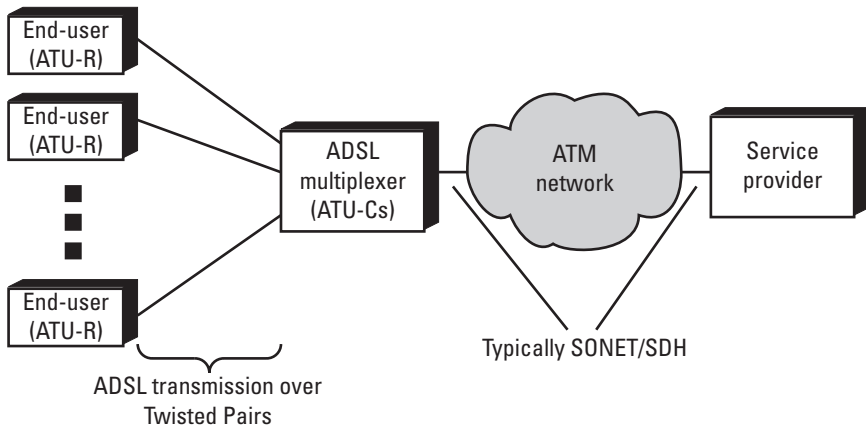 End-user
(ATU-R)
End-user
(ATU-R)
End-user
(ATU-R)
ADSL
multiplexer
(ATU-Cs)
ATM
network
Service
provider
Typically SONET/SDH
ADSL transmission over
Twisted Pairs